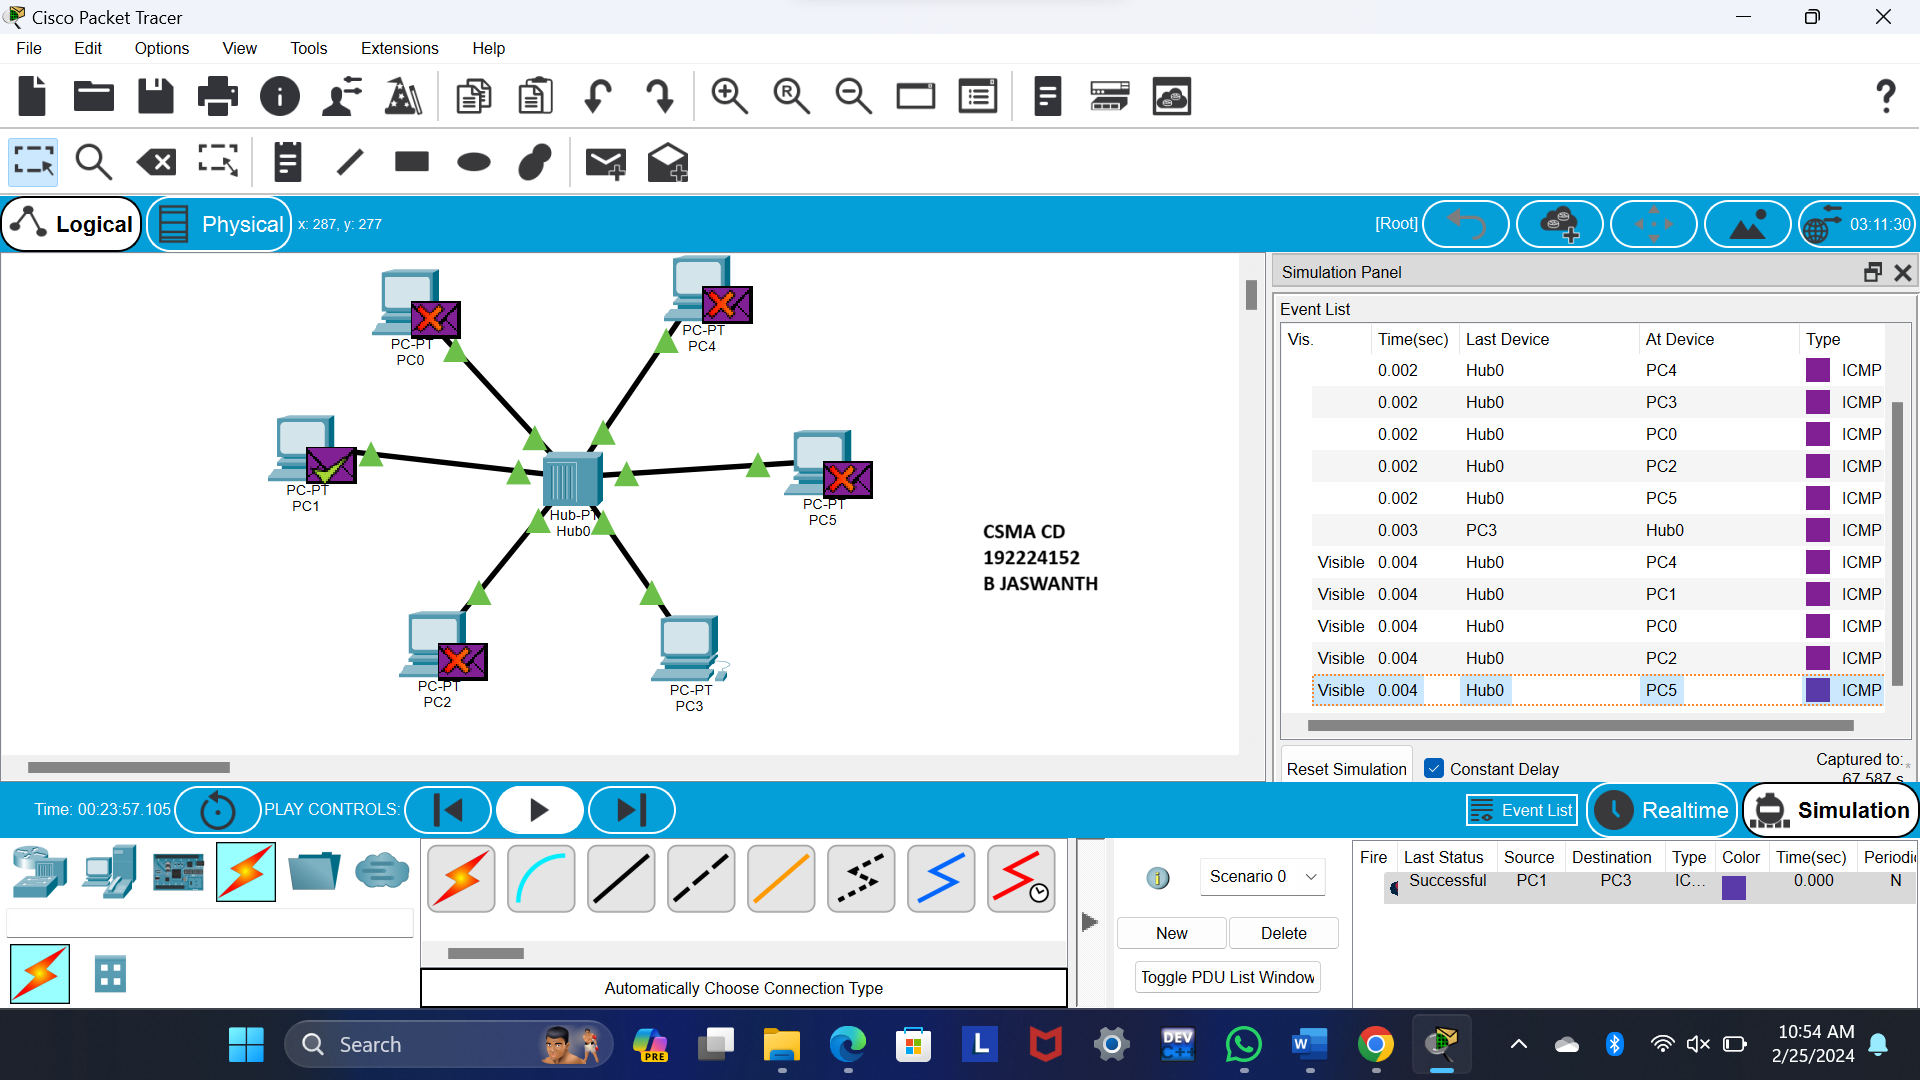 Cisco Packet Tracer
File Edit Options View Tools Extensions Help
Logical Physical x: 287, y: 277 [Root] 03:11:30
PC-PT
PC0
PC-PT
PC4
PC-PT
PC1
PC-PT
PC5
Hub-PT
Hub0
PC-PT
PC2
PC-PT
PC3
CSMA CD
192224152
B JASWANTH
Simulation Panel
Event List
Vis. Time(sec) Last Device At Device Type
0.002 Hub0 PC4 ICMP
0.002 Hub0 PC3 ICMP
0.002 Hub0 PC0 ICMP
0.002 Hub0 PC2 ICMP
0.002 Hub0 PC5 ICMP
0.003 PC3 Hub0 ICMP
Visible 0.004 Hub0 PC4 ICMP
Visible 0.004 Hub0 PC1 ICMP
Visible 0.004 Hub0 PC0 ICMP
Visible 0.004 Hub0 PC2 ICMP
Visible 0.004 Hub0 PC5 ICMP
Reset Simulation Constant Delay Captured to:*
67.587 s
Time: 00:23:57.105 PLAY CONTROLS: Event List Realtime Simulation
Automatically Choose Connection Type
Scenario 0
New Delete
Toggle PDU List Window
Fire Last Status Source Destination Type Color Time(sec) Periodic
Successful PC1 PC3 IC... 0.000 N
Search
PRE
L
DEV
C++
W
10:54 AM
2/25/2024